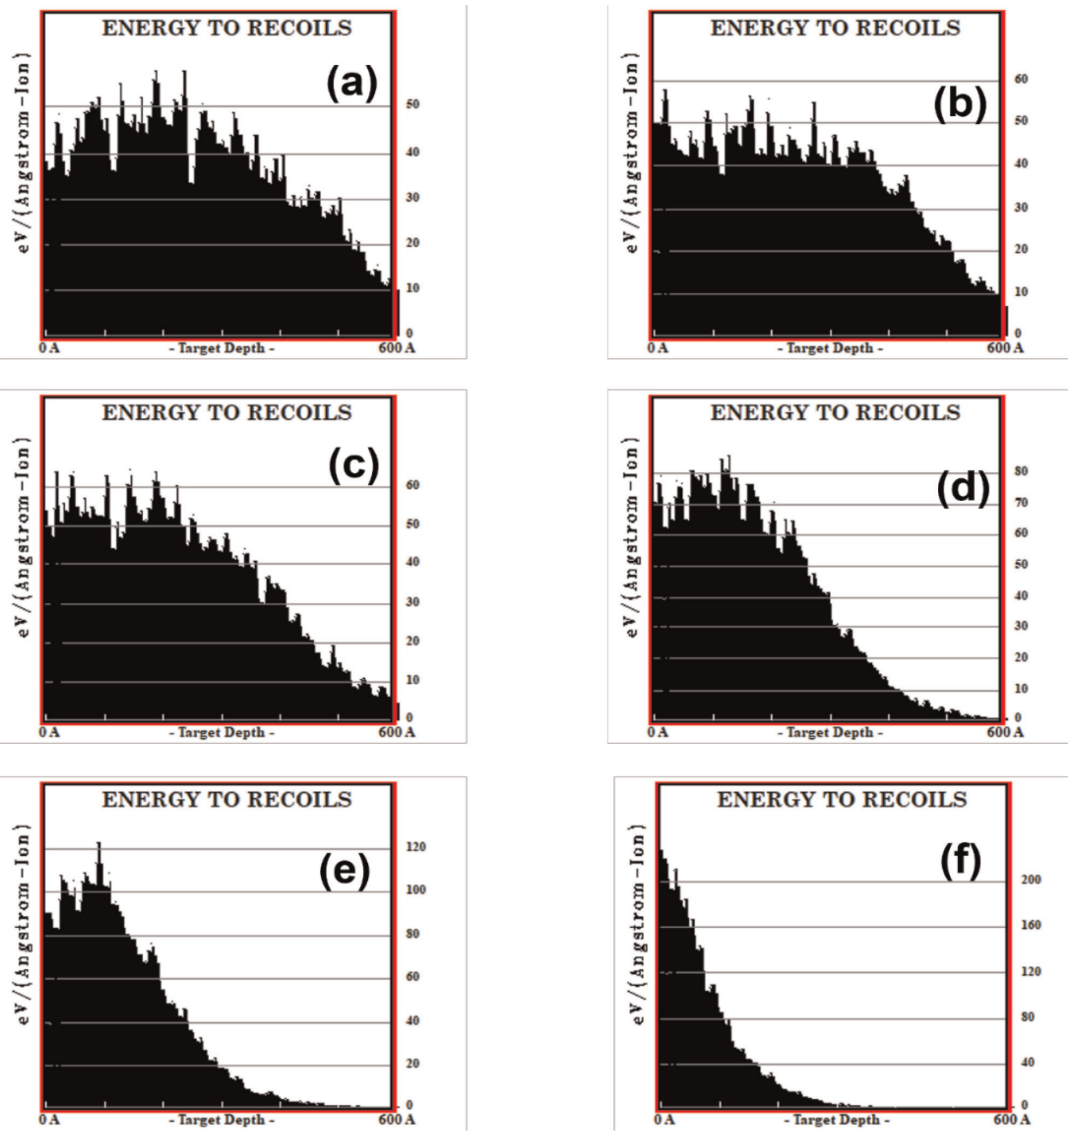 ENERGY TO RECOILS
(a)
eV/(Angstrom-Ion)
50
40
30
20
10
0
0 A - Target Depth - 600 A
ENERGY TO RECOILS
(b)
eV/(Angstrom-Ion)
60
50
40
30
20
10
0
0 A - Target Depth - 600 A
ENERGY TO RECOILS
(c)
eV/(Angstrom-Ion)
60
50
40
30
20
10
0
0 A - Target Depth - 600 A
ENERGY TO RECOILS
(d)
eV/(Angstrom-Ion)
80
70
60
50
40
30
20
10
0
0 A - Target Depth - 600 A
ENERGY TO RECOILS
(e)
eV/(Angstrom-Ion)
120
100
80
60
40
20
0
0 A - Target Depth - 600 A
ENERGY TO RECOILS
(f)
eV/(Angstrom-Ion)
200
160
120
80
40
0
0 A - Target Depth - 600 A